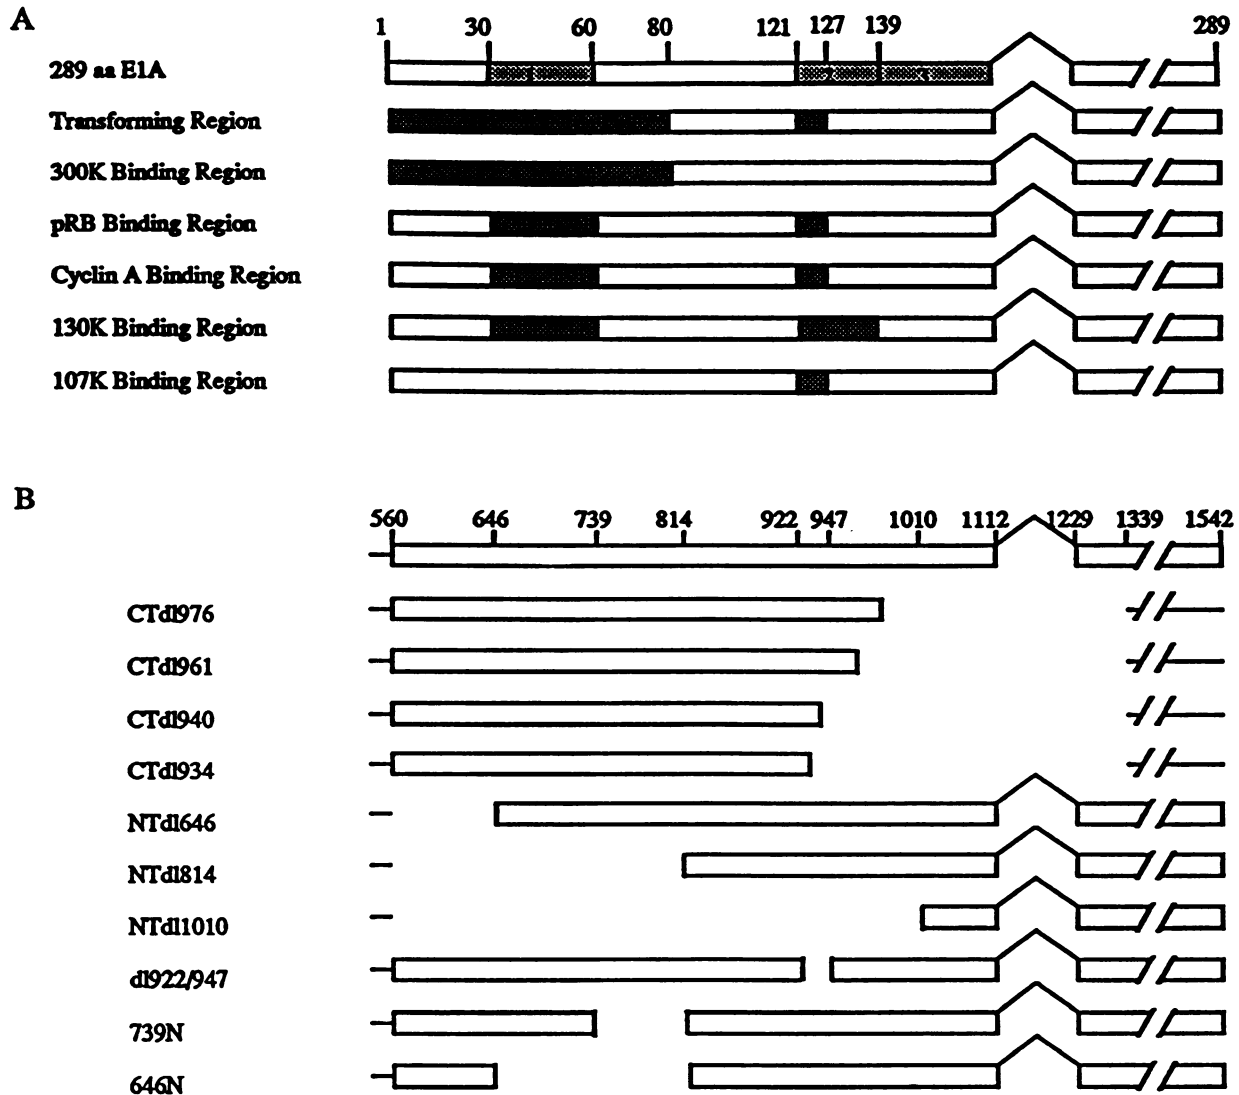 A
1 30 60 80 121 127 139 289
289 aa E1A
Transforming Region
300K Binding Region
pRB Binding Region
Cyclin A Binding Region
130K Binding Region
107K Binding Region
B
560 646 739 814 922 947 1010 1112 1229 1339 1542
CTdl976
CTdl961
CTdl940
CTdl934
NTdl646
NTdl814
NTdl1010
dl922/947
739N
646N